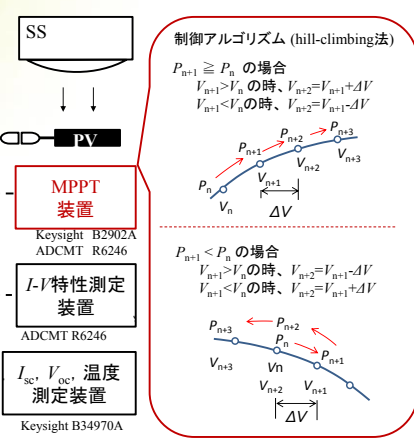 SS
PV
MPPT
装置
Keysight B2902A
ADCMT R6246
I-V特性測定
装置
ADCMT R6246
Isc, Voc, 温度
測定装置
Keysight B34970A
制御アルゴリズム (hill-climbing法)
Pn+1 ≧ Pn の場合
Vn+1>Vn の時、Vn+2=Vn+1+ΔV
Vn+1<Vn の時、Vn+2=Vn+1-ΔV
Pn+3
Pn+2
Pn+1
Vn+3
Vn+2
Pn
Vn+1
Vn
ΔV
Pn+1 < Pn の場合
Vn+1>Vn の時、Vn+2=Vn+1-ΔV
Vn+1<Vn の時、Vn+2=Vn+1+ΔV
Pn+3
Pn+2
Pn
Pn+1
Vn+3
Vn
Vn+2
Vn+1
ΔV